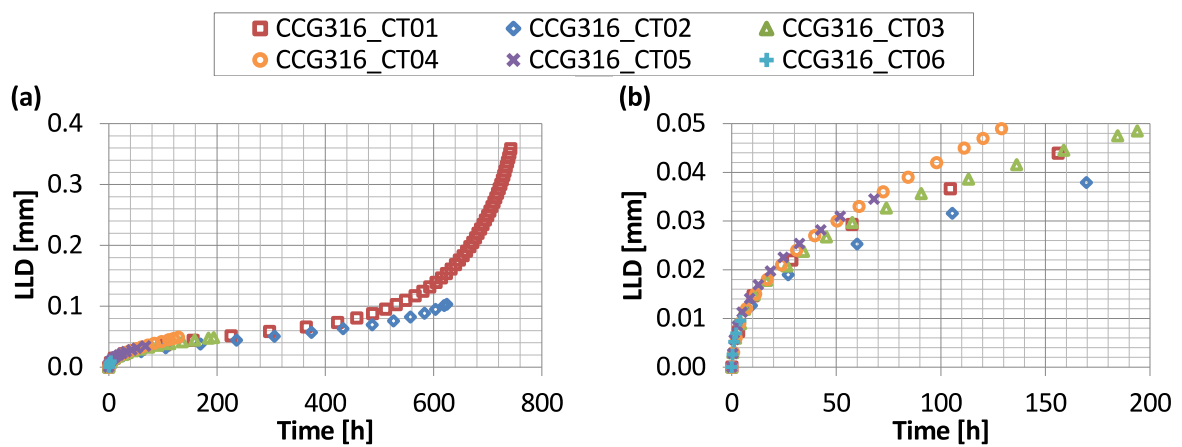 CCG316_CT01 CCG316_CT02 CCG316_CT03
CCG316_CT04 CCG316_CT05 CCG316_CT06
(a)
0.4
0.3
0.2
0.1
0.0
LLD [mm]
0 200 400 600 800
Time [h]
(b)
0.05
0.04
0.03
0.02
0.01
0.00
LLD [mm]
0 50 100 150 200
Time [h]